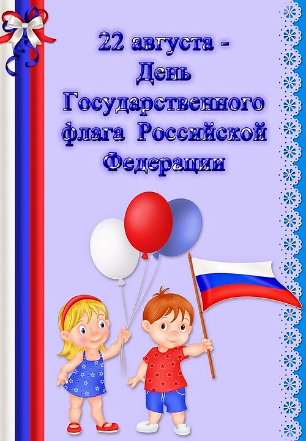 22 августа -
День
Государственного
флага Российской
Федерации